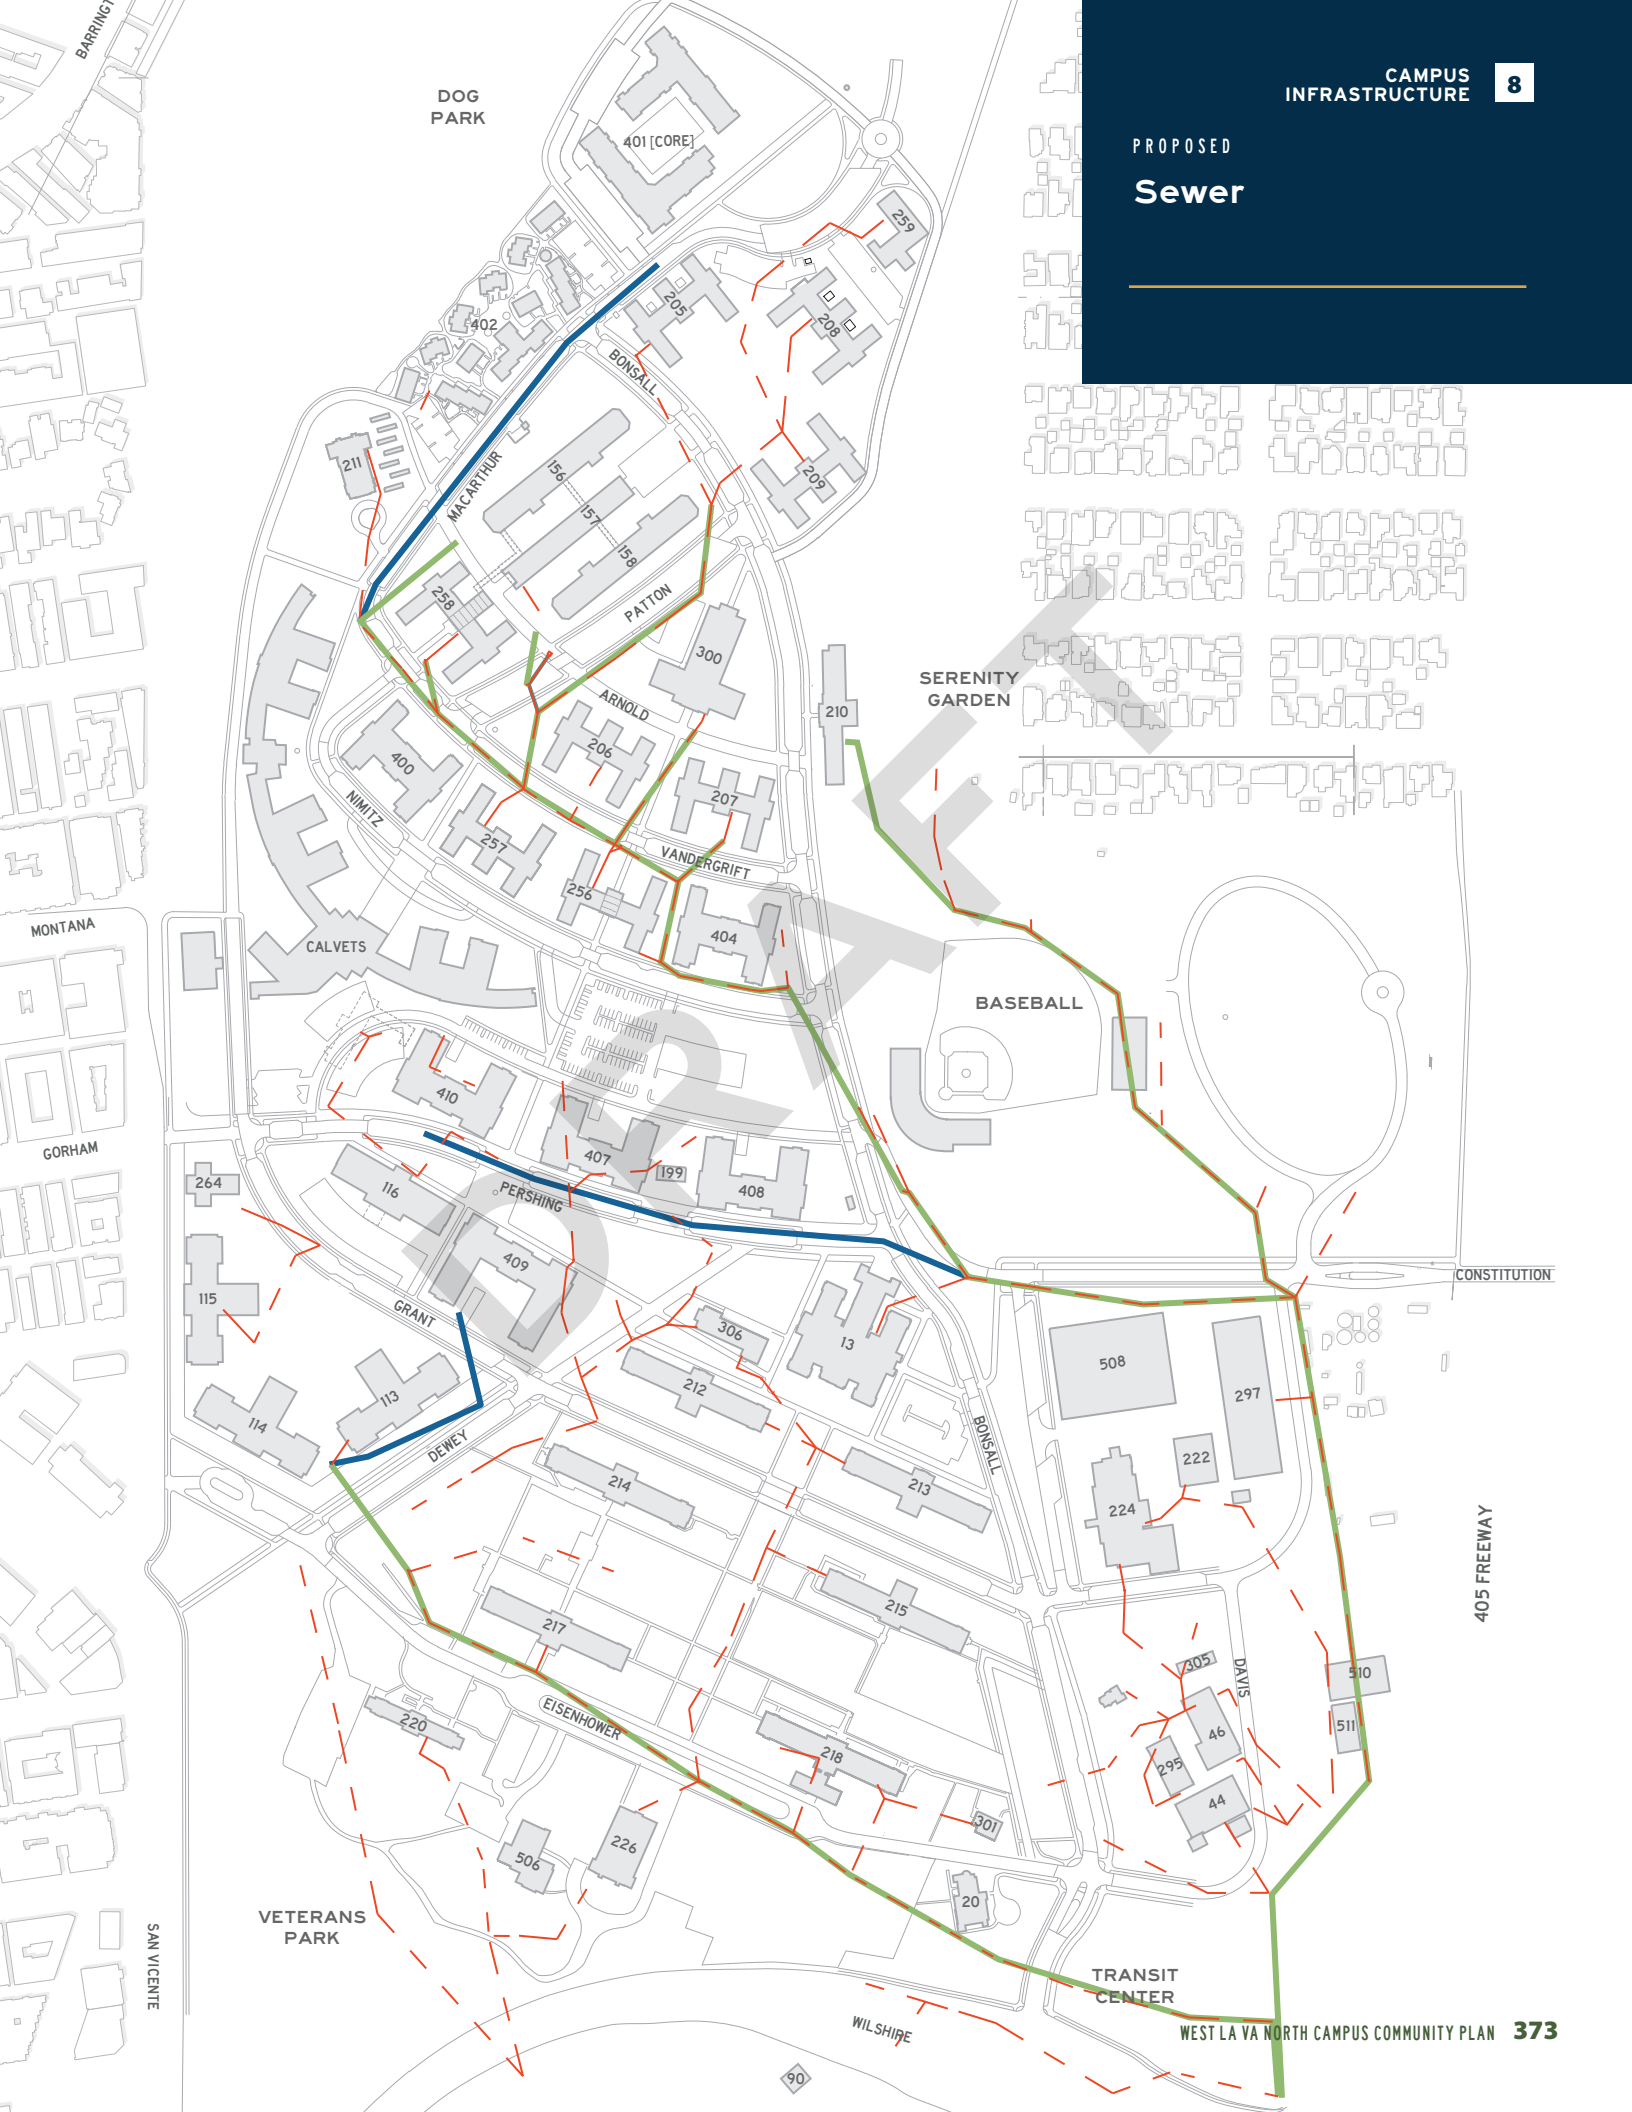 BARRINGT
CAMPUS
INFRASTRUCTURE
8
PROPOSED
Sewer
DOG
PARK
401 [CORE]
259
205
208
402
BONSALL
211
MACARTHUR
156
157
158
209
258
PATTON
300
SERENITY
GARDEN
210
ARNOLD
206
400
207
NIMITZ
257
VANDERGRIFT
256
404
MONTANA
CALVETS
BASEBALL
DRAFT
410
GORHAM
407
199
408
264
116
PERSHING
409
115
CONSTITUTION
GRANT
306
13
508
297
212
113
114
DEWEY
BONSALL
222
214
213
224
405 FREEWAY
215
217
305
DAVIS
510
511
46
220
EISENHOWER
218
295
44
301
226
506
20
VETERANS
PARK
SAN VICENTE
TRANSIT
CENTER
WILSHIRE
WEST LA VA NORTH CAMPUS COMMUNITY PLAN 373
90